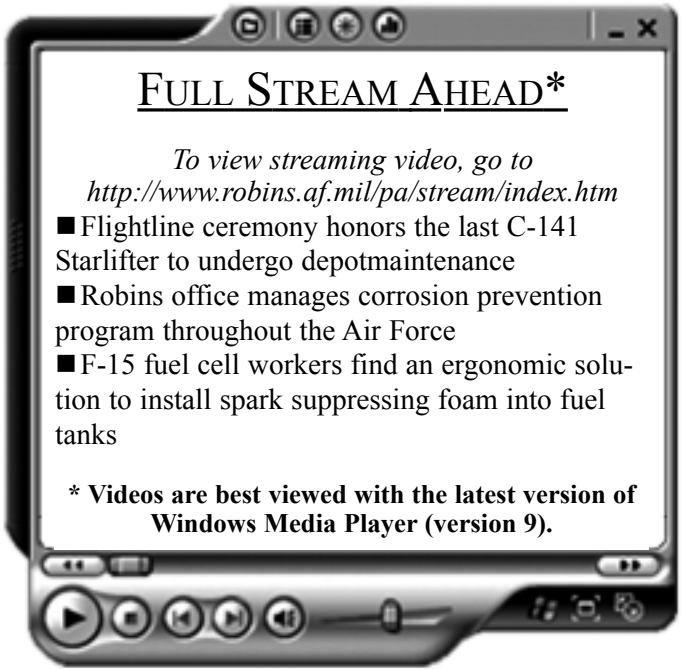 FULL STREAM AHEAD*
To view streaming video, go to
http://www.robins.af.mil/pa/stream/index.htm
■ Flightline ceremony honors the last C-141
Starlifter to undergo depotmaintenance
■ Robins office manages corrosion prevention
program throughout the Air Force
■ F-15 fuel cell workers find an ergonomic solu-
tion to install spark suppressing foam into fuel
tanks
* Videos are best viewed with the latest version of
Windows Media Player (version 9).